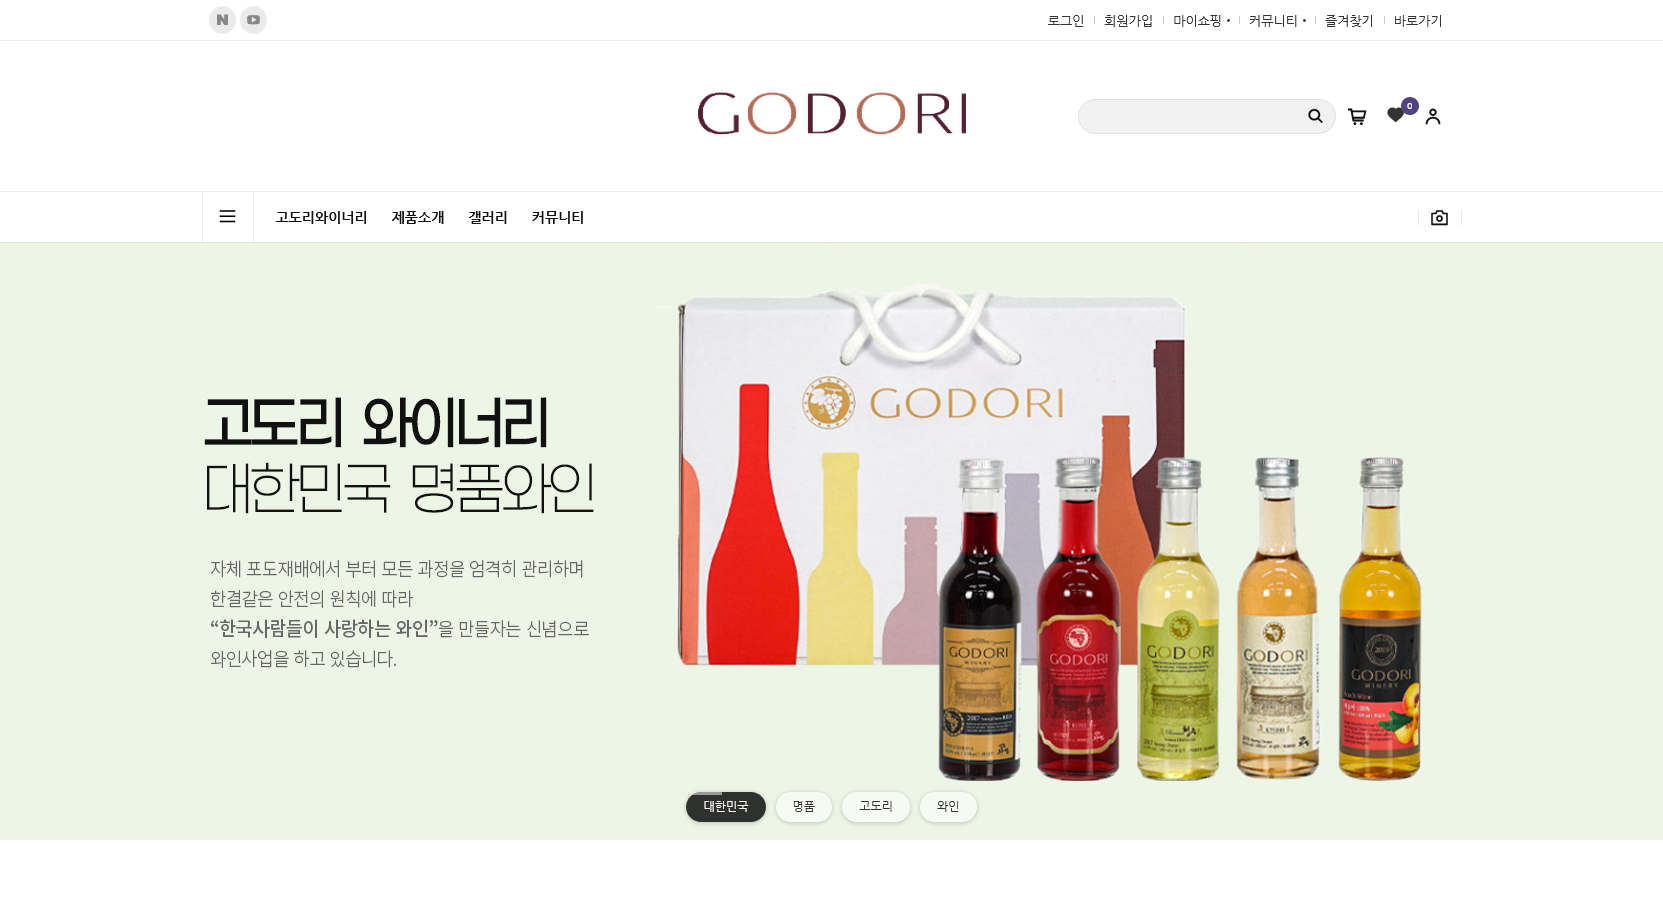 로그인 회원가입 마이쇼핑 커뮤니티 즐겨찾기 바로가기
GODORI
0
고도리와이너리 제품소개 갤러리 커뮤니티
GODORI
고도리 와이너리
대한민국 명품와인
자체 포도재배에서 부터 모든 과정을 엄격히 관리하며
한결같은 안전의 원칙에 따라
“한국사람들이 사랑하는 와인”을 만들자는 신념으로
와인사업을 하고 있습니다.
GODORI
WINERY
2017
GODORI
GODORI
GODORI
2019
GODORI
WINERY
대한민국 명품 고도리 와인